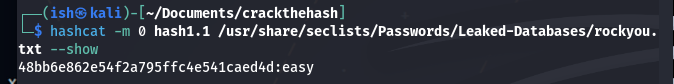 (ish㉿kali)-[~/Documents/crackthehash]
$ hashcat -m 0 hash1.1 /usr/share/seclists/Passwords/Leaked-Databases/rockyou.
txt --show
48bb6e862e54f2a795ffc4e541caed4d:easy